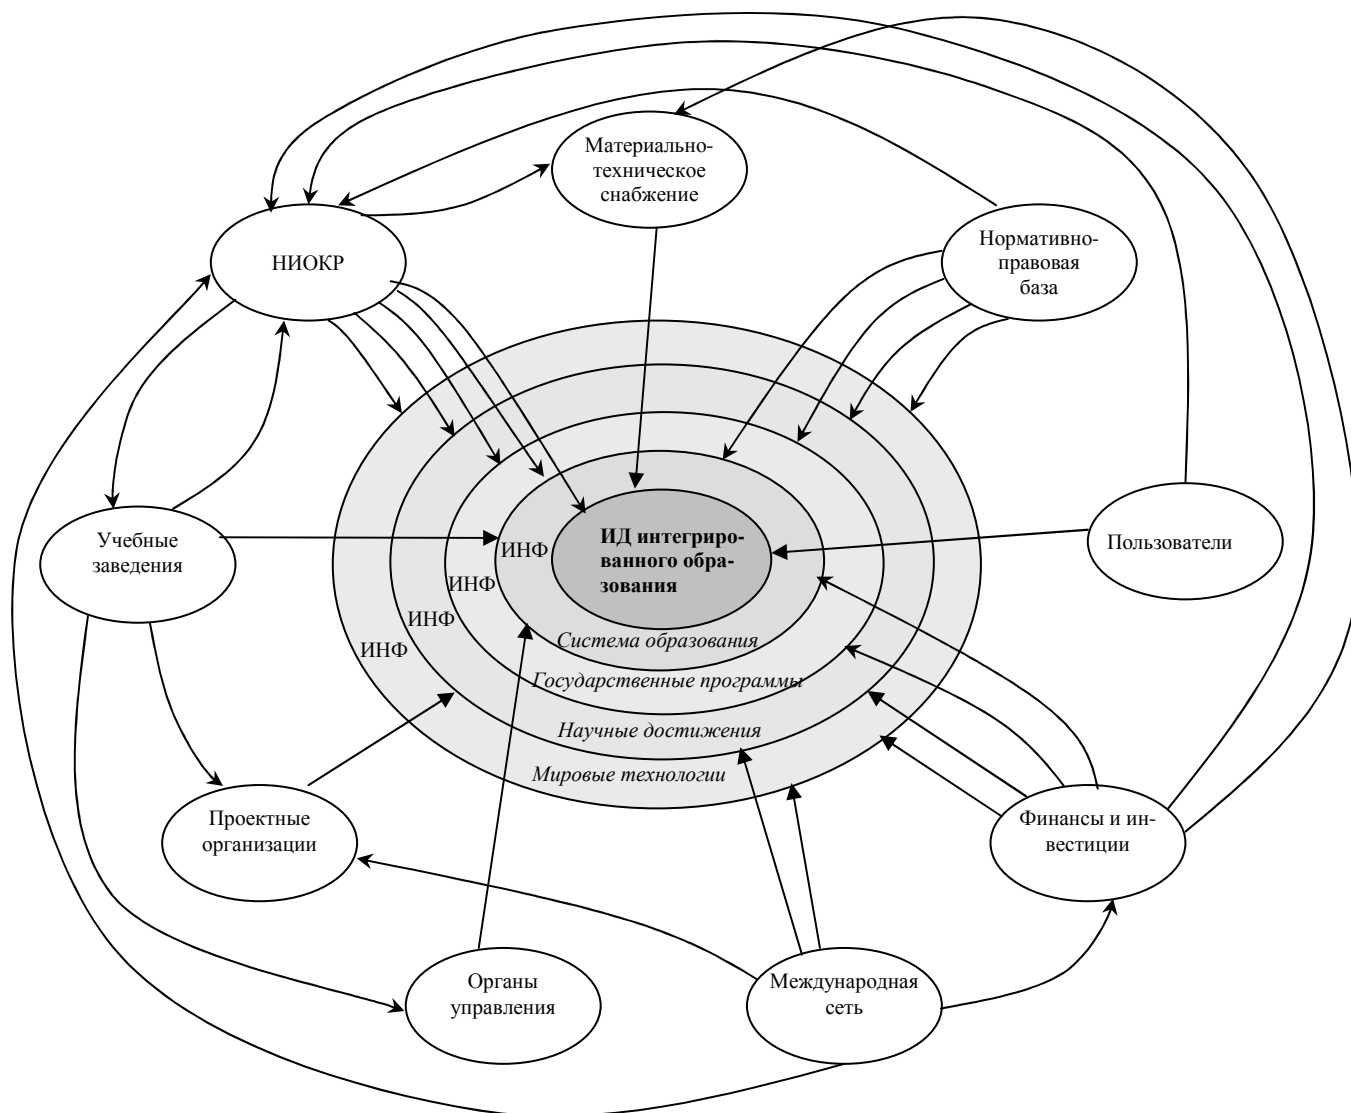 Материально-
техническое
снабжение
Нормативно-
правовая
база
НИОКР
Учебные
заведения
Пользователи
ИД интегриро-
ванного обра-
зования
ИНФ
ИНФ
ИНФ
ИНФ
Система образования
Государственные программы
Научные достижения
Мировые технологии
Проектные
организации
Финансы и ин-
вестиции
Органы
управления
Международная
сеть